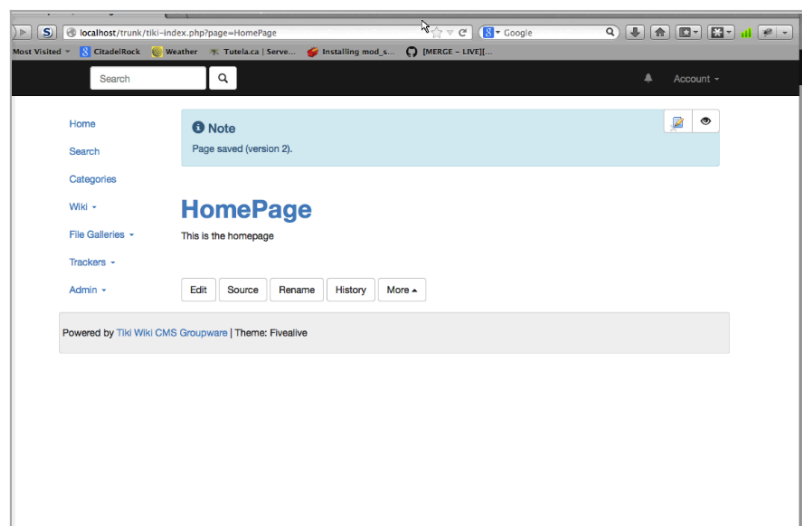 localhost/trunk/tiki-index.php?page=HomePage
Google
Most Visited
CitadelRock
Weather
Tutela.ca | Serve...
Installing mod_s...
[MERGE - LIVE][...
Search
Account
Home
Search
Categories
Wiki
File Galleries
Trackers
Admin
Note
Page saved (version 2).
HomePage
This is the homepage
Edit
Source
Rename
History
More
Powered by Tiki Wiki CMS Groupware | Theme: Fivealive